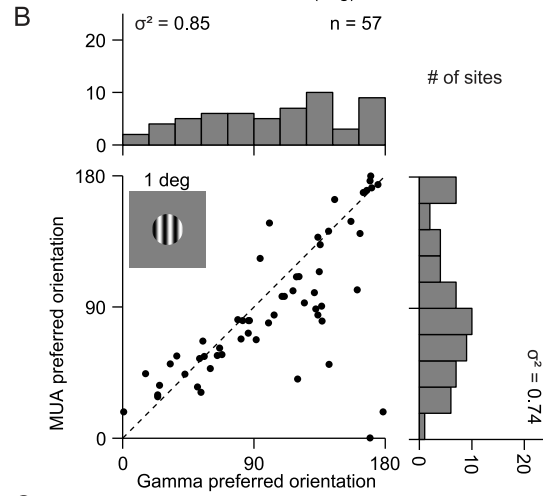 B
σ² = 0.85
n = 57
20
10
0
# of sites
180
90
0
MUA preferred orientation
1 deg
0
90
180
Gamma preferred orientation
0
10
20
σ² = 0.74